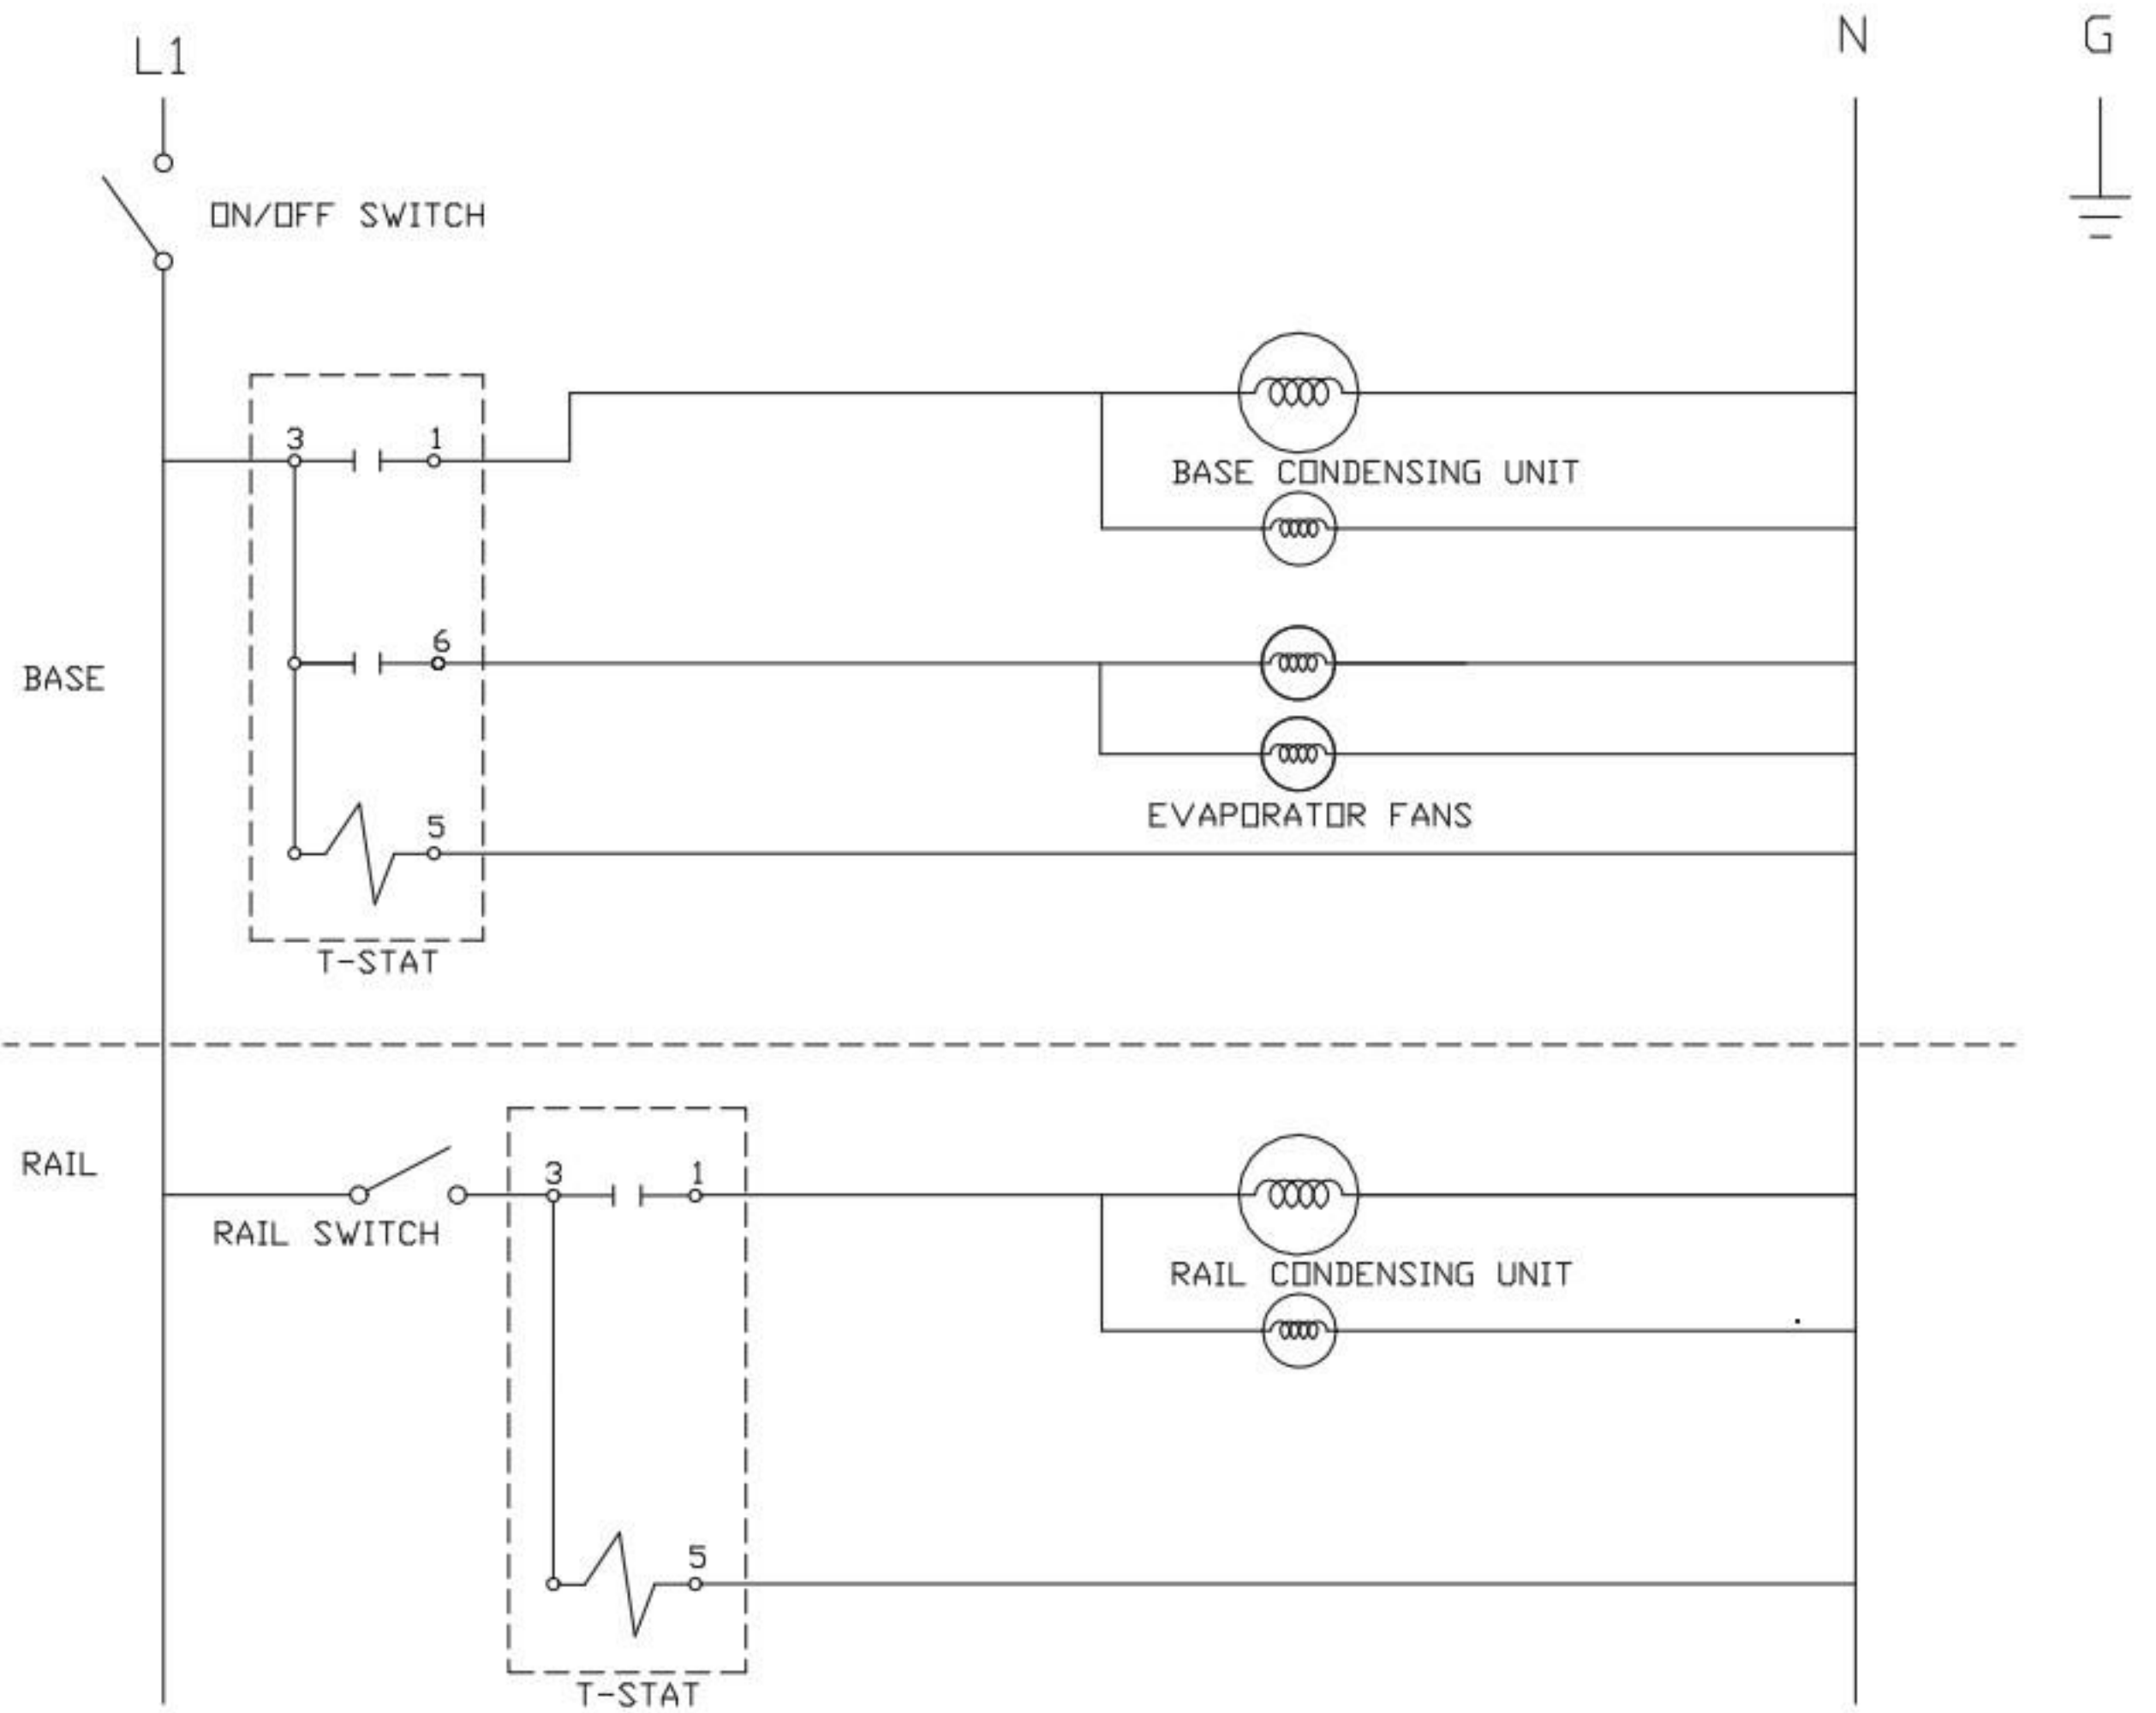 L1
N
G
ON/OFF SWITCH
3
1
BASE CONDENSING UNIT
6
BASE
EVAPORATOR FANS
5
T-STAT
RAIL
3
1
RAIL SWITCH
RAIL CONDENSING UNIT
5
T-STAT